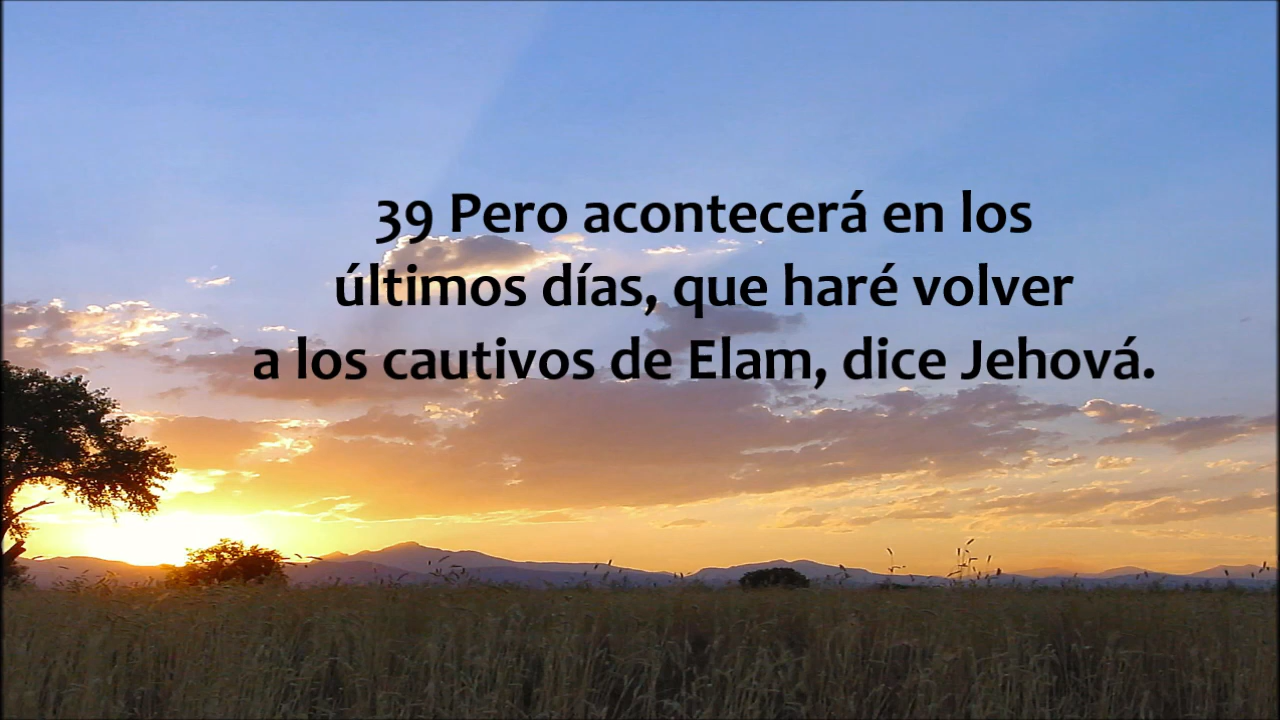 39 Pero acontecerá en los
últimos días, que haré volver
a los cautivos de Elam, dice Jehová.